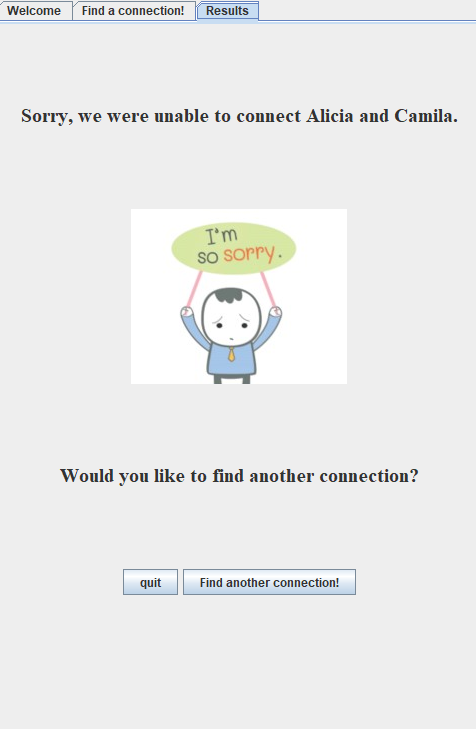 Welcome Find a connection! Results
Sorry, we were unable to connect Alicia and Camila.
I'm
so sorry.
Would you like to find another connection?
quit Find another connection!